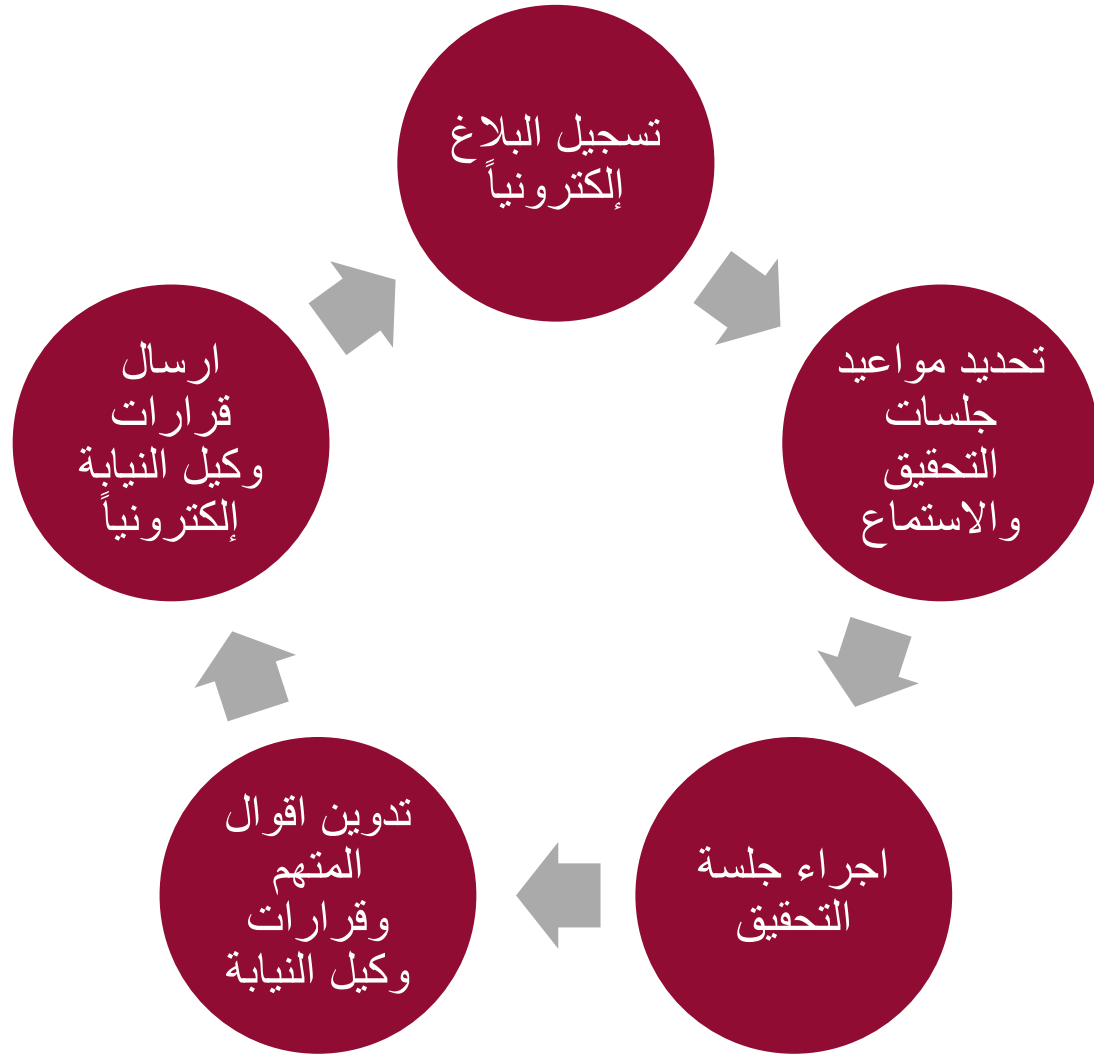 تسجيل البلاغ
إلكترونياً
تحديد مواعيد
جلسات
التحقيق
والاستماع
اجراء جلسة
التحقيق
تدوين اقوال
المتهم
وقرارات
وكيل النيابة
ارسال
قرارات
وكيل النيابة
إلكترونياً